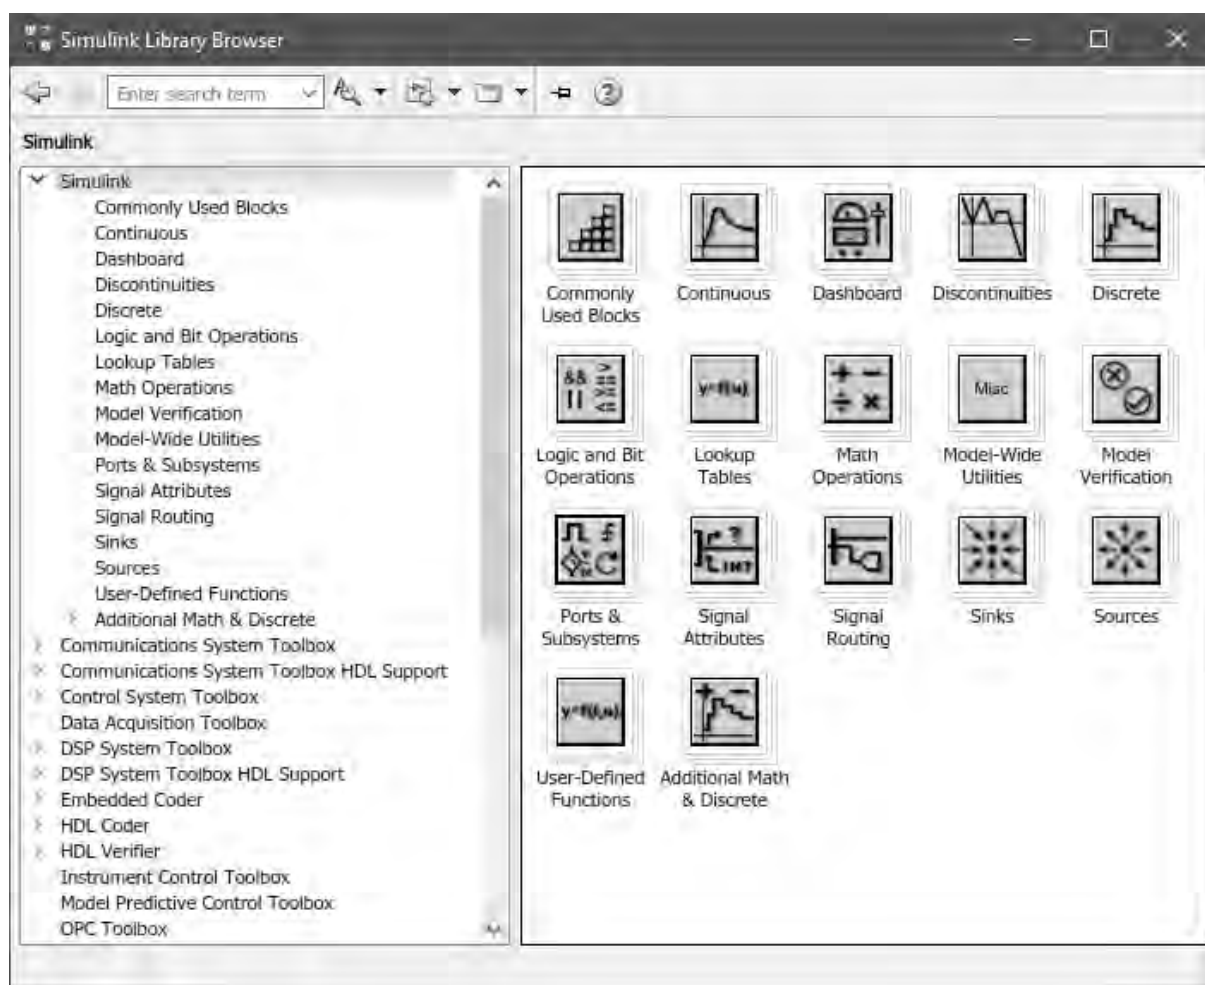 Simulink Library Browser
Enter search term
Simulink
Simulink
Commonly Used Blocks
Continuous
Dashboard
Discontinuities
Discrete
Logic and Bit Operations
Lookup Tables
Math Operations
Model Verification
Model-Wide Utilities
Ports & Subsystems
Signal Attributes
Signal Routing
Sinks
Sources
User-Defined Functions
Additional Math & Discrete
Communications System Toolbox
Communications System Toolbox HDL Support
Control System Toolbox
Data Acquisition Toolbox
DSP System Toolbox
DSP System Toolbox HDL Support
Embedded Coder
HDL Coder
HDL Verifier
Instrument Control Toolbox
Model Predictive Control Toolbox
OPC Toolbox
Commonly
Used Blocks
Continuous
Dashboard
Discontinuities
Discrete
&& > ==
|| >= <=
Logic and Bit
Operations
y=f(u)
Lookup
Tables
+ −
÷ ×
Math
Operations
Misc
Model-Wide
Utilities
Model
Verification
Ports &
Subsystems
?
INT
Signal
Attributes
Signal
Routing
Sinks
Sources
y=f(t,u)
User-Defined
Functions
+ −
Additional Math
& Discrete